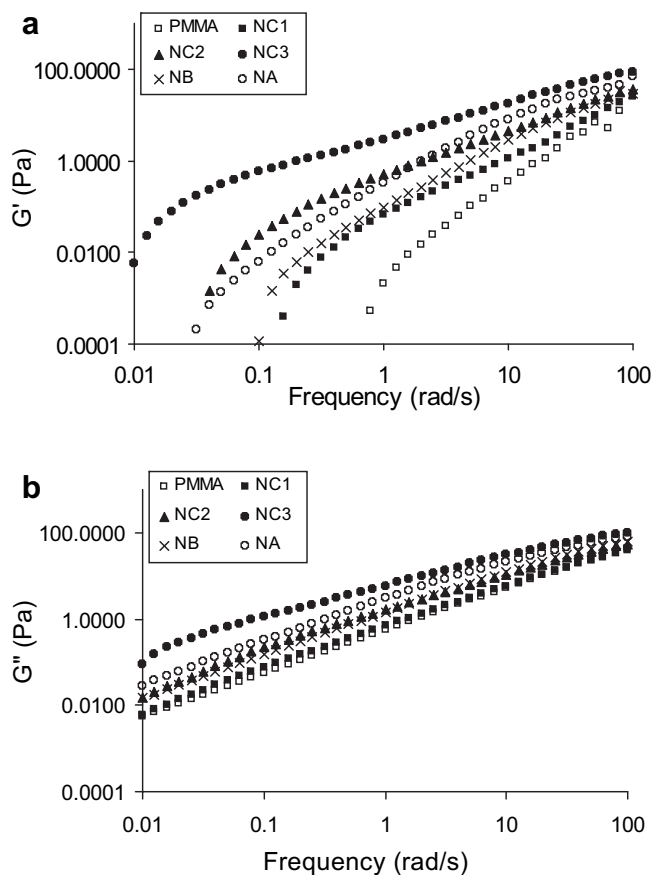 a
PMMA NC1
NC2 NC3
NB NA
100.0000
1.0000
0.0100
0.0001
G' (Pa)
0.01 0.1 1 10 100
Frequency (rad/s)
b
PMMA NC1
NC2 NC3
NB NA
100.0000
1.0000
0.0100
0.0001
G" (Pa)
0.01 0.1 1 10 100
Frequency (rad/s)